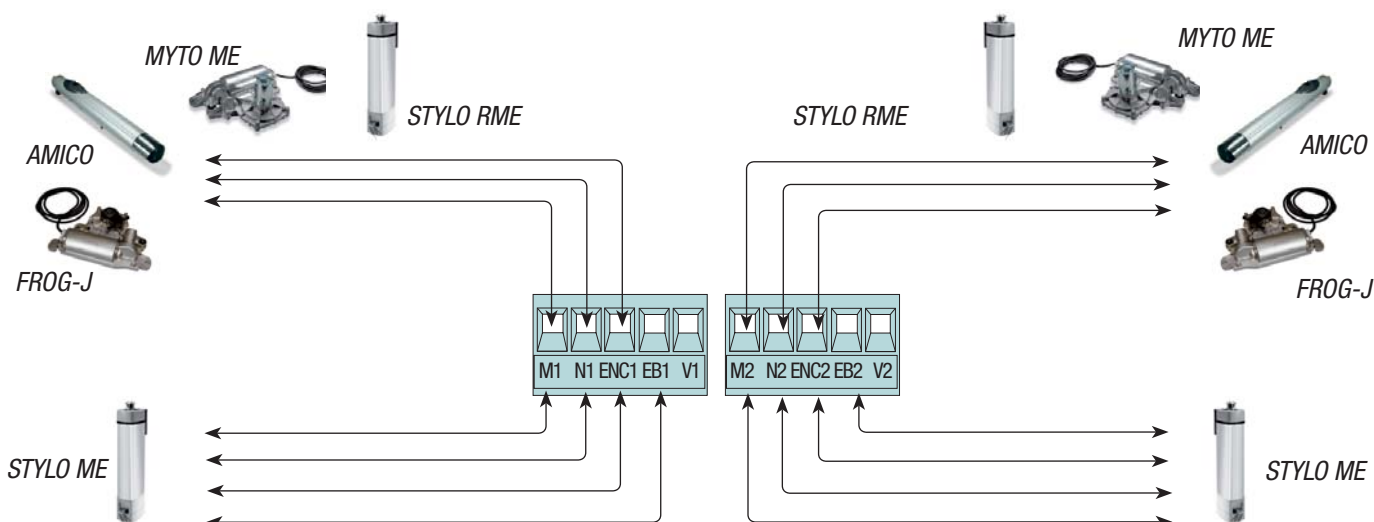 MYTO ME
STYLO RME
AMICO
FROG-J
STYLO RME
MYTO ME
AMICO
FROG-J
M1 N1 ENC1 EB1 V1
M2 N2 ENC2 EB2 V2
STYLO ME
STYLO ME